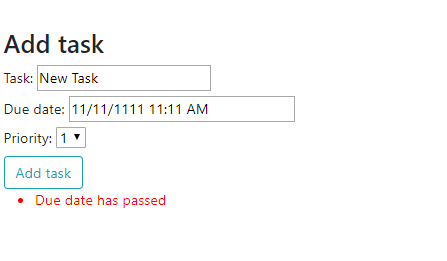 Add task
Task: New Task
Due date: 11/11/1111 11:11 AM
Priority: 1
Add task
Due date has passed